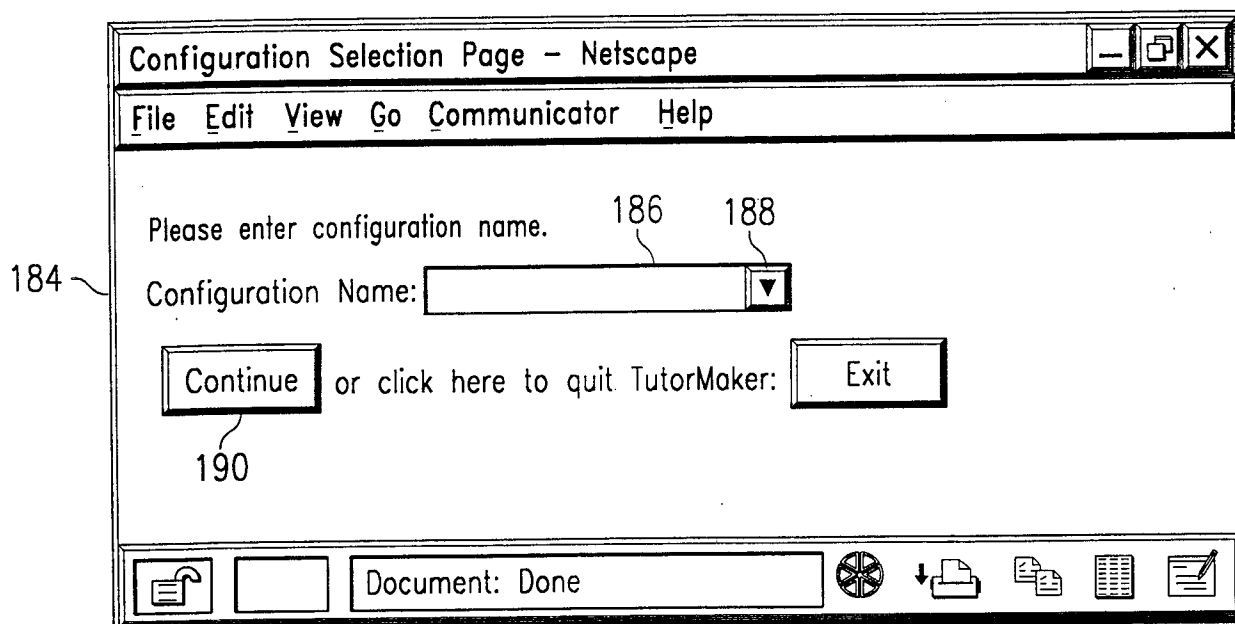 Configuration Selection Page – Netscape
File Edit View Go Communicator Help
Please enter configuration name.
186
188
184
Configuration Name:
Continue or click here to quit TutorMaker: Exit
190
Document: Done